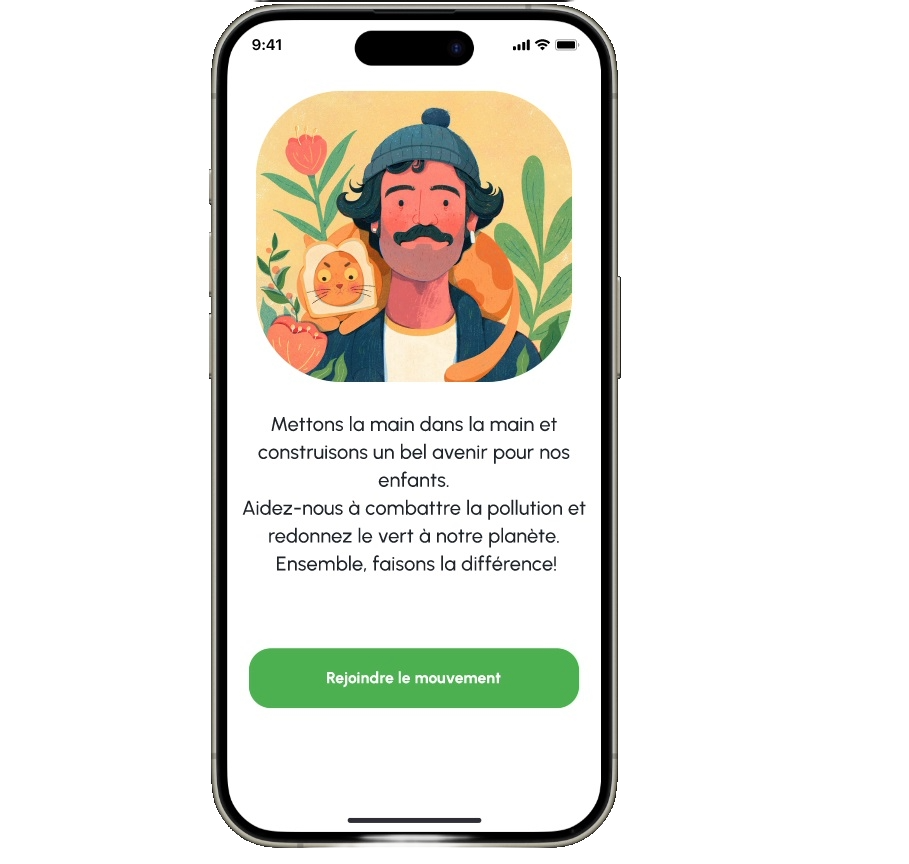 9:41
Mettons la main dans la main et
construisons un bel avenir pour nos
enfants.
Aidez-nous à combattre la pollution et
redonnez le vert à notre planète.
Ensemble, faisons la différence!
Rejoindre le mouvement